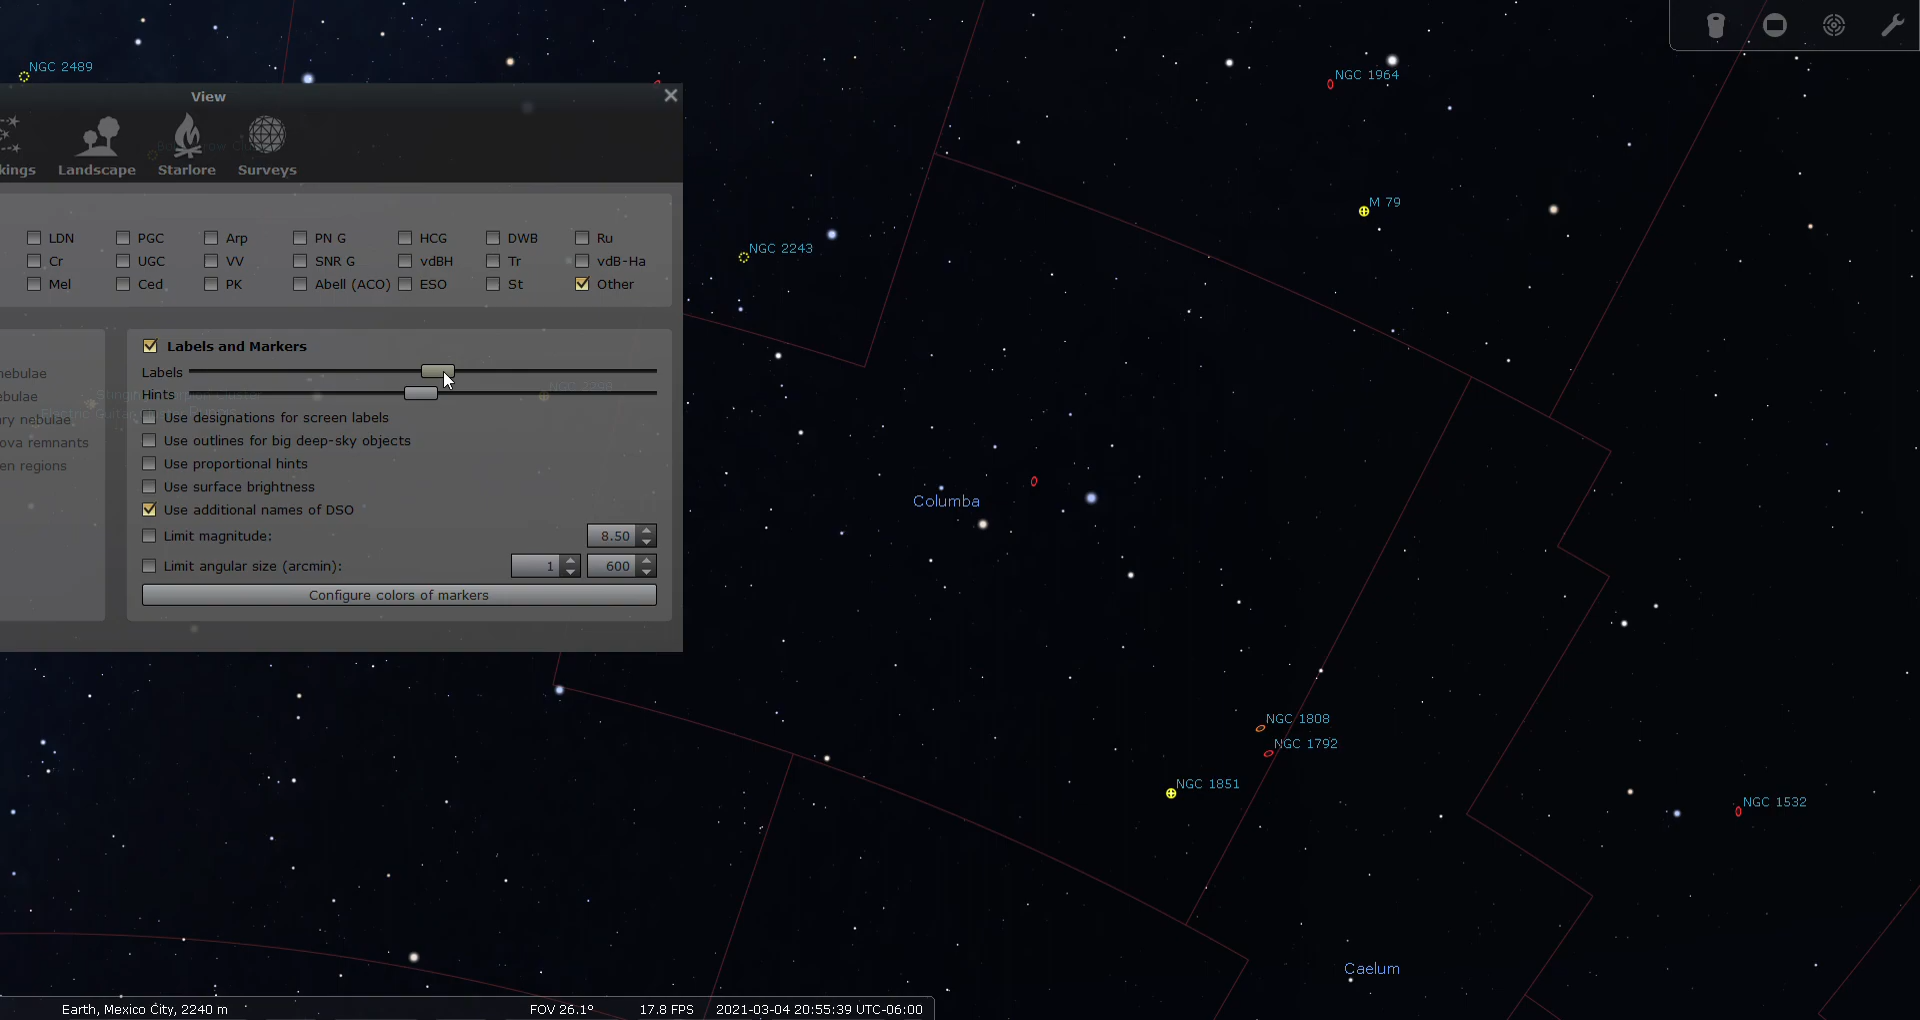 NGC 2489
NGC 1964
View
kings
Landscape
Starlore
Surveys
M 79
LDN
PGC
Arp
PN G
HCG
DWB
Ru
NGC 2243
Cr
UGC
VV
SNR G
vdBH
Tr
vdB-Ha
Mel
Ced
PK
Abell (ACO)
ESO
St
Other
Labels and Markers
nebulae
Labels
ebulae
Hints
ary nebulae
Use designations for screen labels
ova remnants
Use outlines for big deep-sky objects
en regions
Use proportional hints
Use surface brightness
Columba
Use additional names of DSO
Limit magnitude:
8.50
Limit angular size (arcmin):
1
600
Configure colors of markers
NGC 1808
NGC 1792
NGC 1851
NGC 1532
Caelum
Earth, Mexico City, 2240 m
FOV 26.1°
17.8 FPS
2021-03-04 20:55:39 UTC-06:00